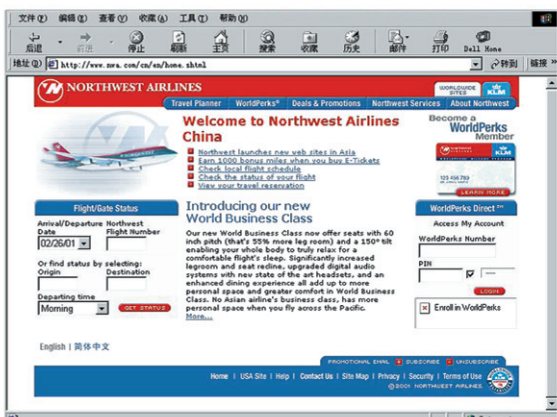 文件(F) 编辑(E) 查看(V) 收藏(A) 工具(T) 帮助(H)
后退 前进 停止 刷新 主页 搜索 收藏 历史 邮件 打印 Dell Home
地址(D) http://www.nwa.com/cn/en/home.shtml 转到 链接 »
NORTHWEST AIRLINES
WORLDWIDE SITES
KLM
Travel Planner WorldPerks® Deals & Promotions Northwest Services About Northwest
Welcome to Northwest Airlines China
Northwest launches new web sites in Asia
Earn 1000 bonus miles when you buy E-Tickets
Check local flight schedule
Check the status of your flight
View your travel reservation
Become a
WorldPerks
Member
LEARN MORE
Flight/Gate Status
Arrival/Departure Date
Northwest Flight Number
02/26/01
Or find status by selecting:
Origin Destination
Departing time
Morning GET STATUS
Introducing our new
World Business Class
Our new World Business Class now offers seats with 60
inch pitch (that's 55% more leg room) and a 150° tilt
enabling your whole body to truly relax for a
comfortable flight's sleep. Significantly increased
legroom and seat recline, upgraded digital audio
systems with new state of the art headsets, and an
enhanced dining experience all add up to more
personal space and greater comfort in World Business
Class. No Asian airline's business class, has more
personal space when you fly across the Pacific.
More...
WorldPerks Direct SM
Access My Account
WorldPerks Number
PIN
LOGIN
Enroll in WorldPerks
English | 简体中文
PROMOTIONAL EMAIL SUBSCRIBE UNSUBSCRIBE
Home | USA Site | Help | Contact Us | Site Map | Privacy | Security | Terms of Use
©2001 NORTHWEST AIRLINES.